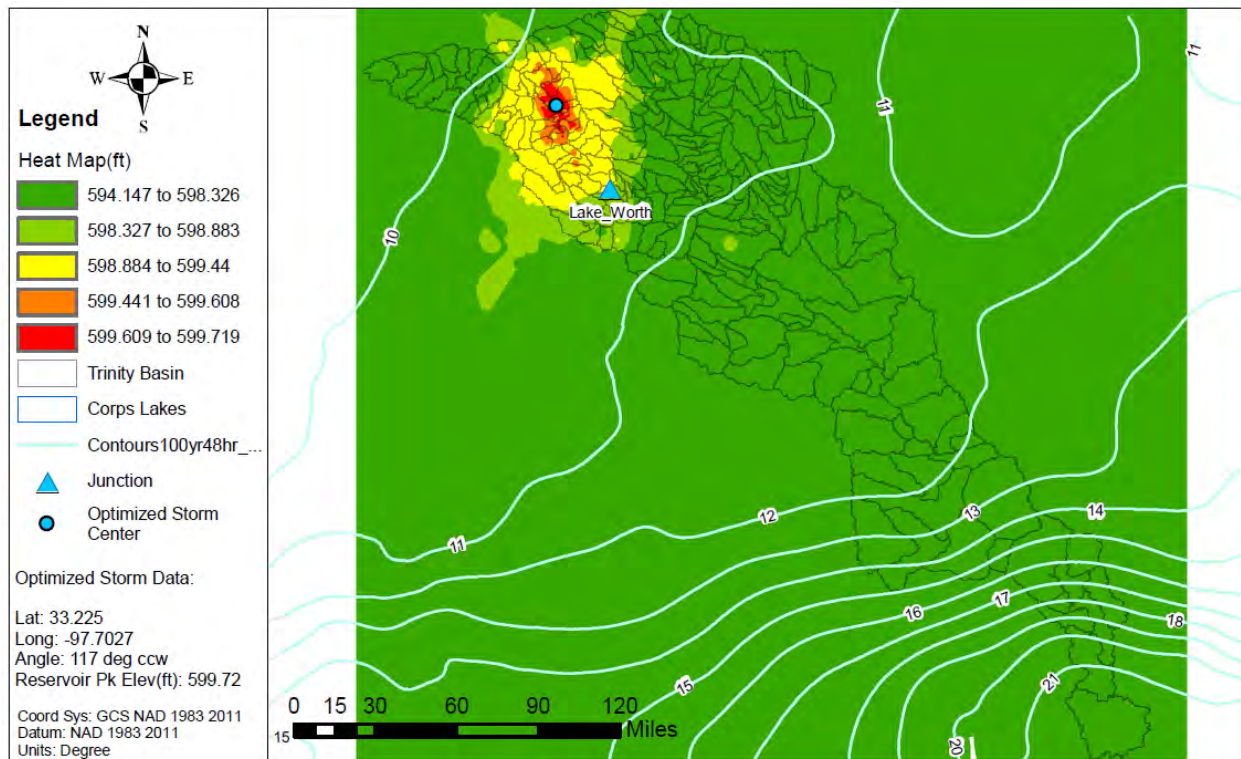 N
W
E
S
Legend
Heat Map(ft)
594.147 to 598.326
598.327 to 598.883
598.884 to 599.44
599.441 to 599.608
599.609 to 599.719
Trinity Basin
Corps Lakes
Contours100yr48hr_...
Junction
Optimized Storm
Center
Optimized Storm Data:
Lat: 33.225
Long: -97.7027
Angle: 117 deg ccw
Reservoir Pk Elev(ft): 599.72
Coord Sys: GCS NAD 1983 2011
Datum: NAD 1983 2011
Units: Degree
11
11
10
Lake_Worth
12
13
14
11
16
17
18
15
21
20
0 15 30 60 90 120
Miles
15